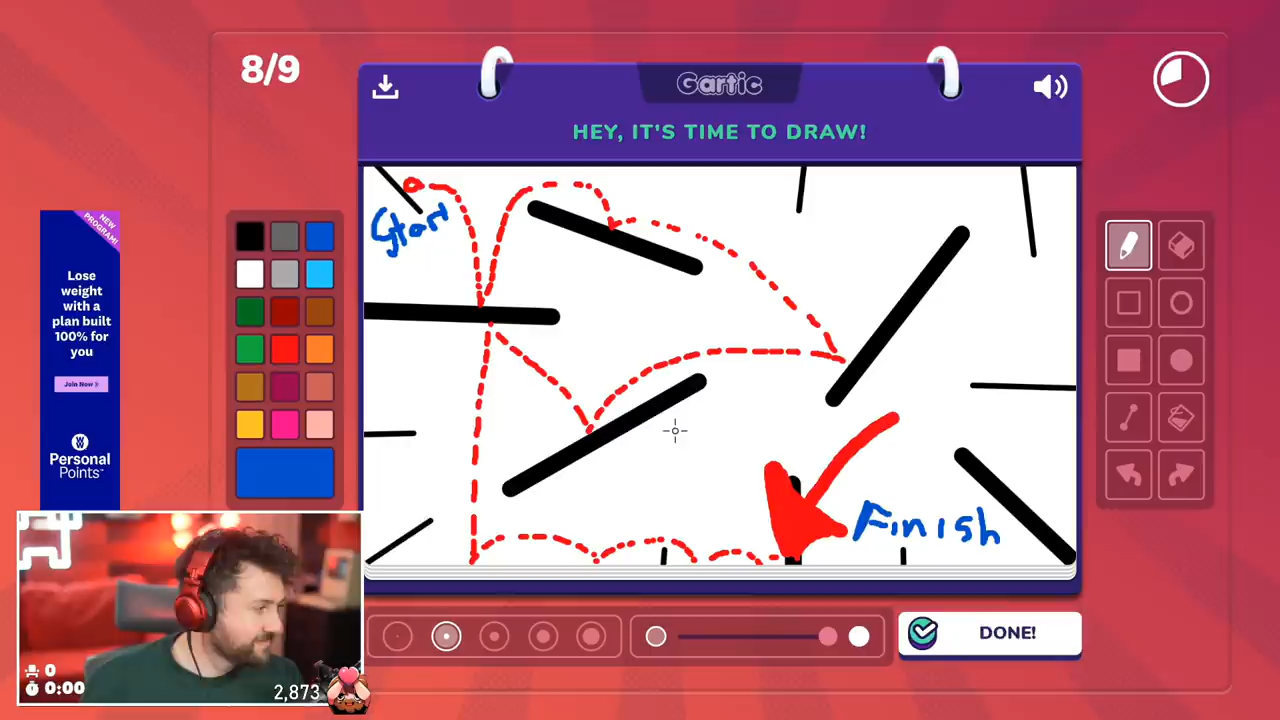 8/9
Gartic
HEY, IT'S TIME TO DRAW!
NEW PROGRAM!
Lose
weight
with a
plan built
100% for
you
Join Now
W
Personal
Points™
Start
Finish
0
0:00
2,873
DONE!